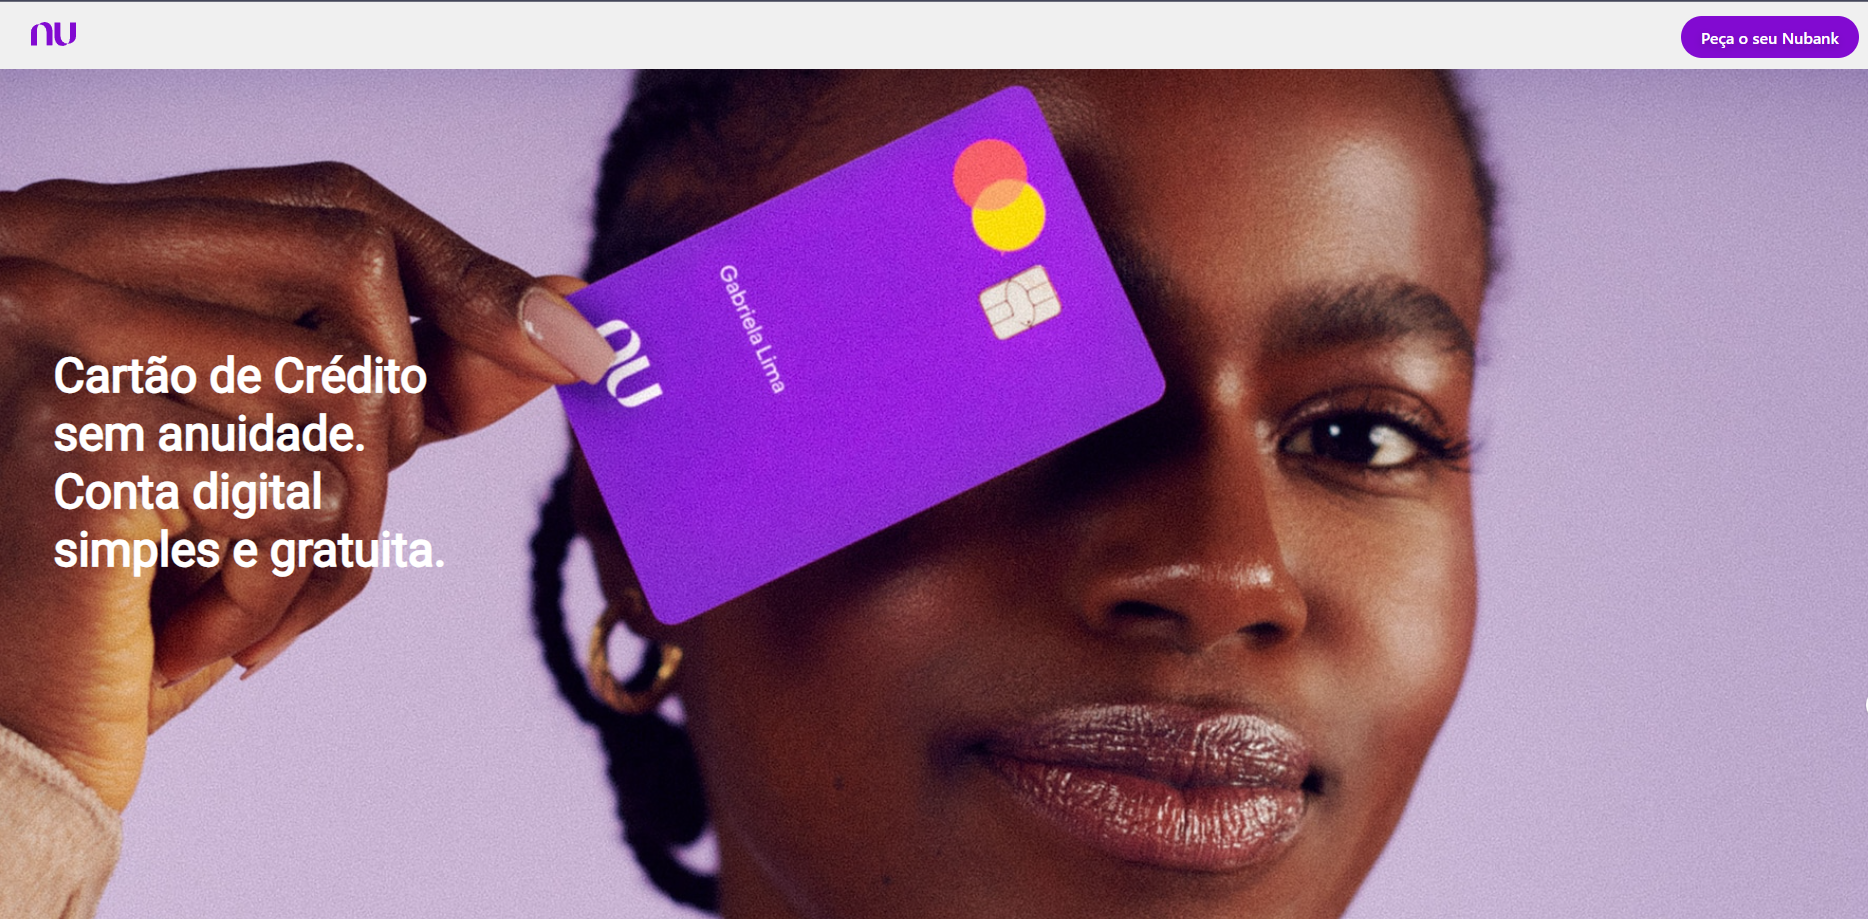 nu
Peça o seu Nubank
Gabriela Lima
nu
Cartão de Crédito
sem anuidade.
Conta digital
simples e gratuita.